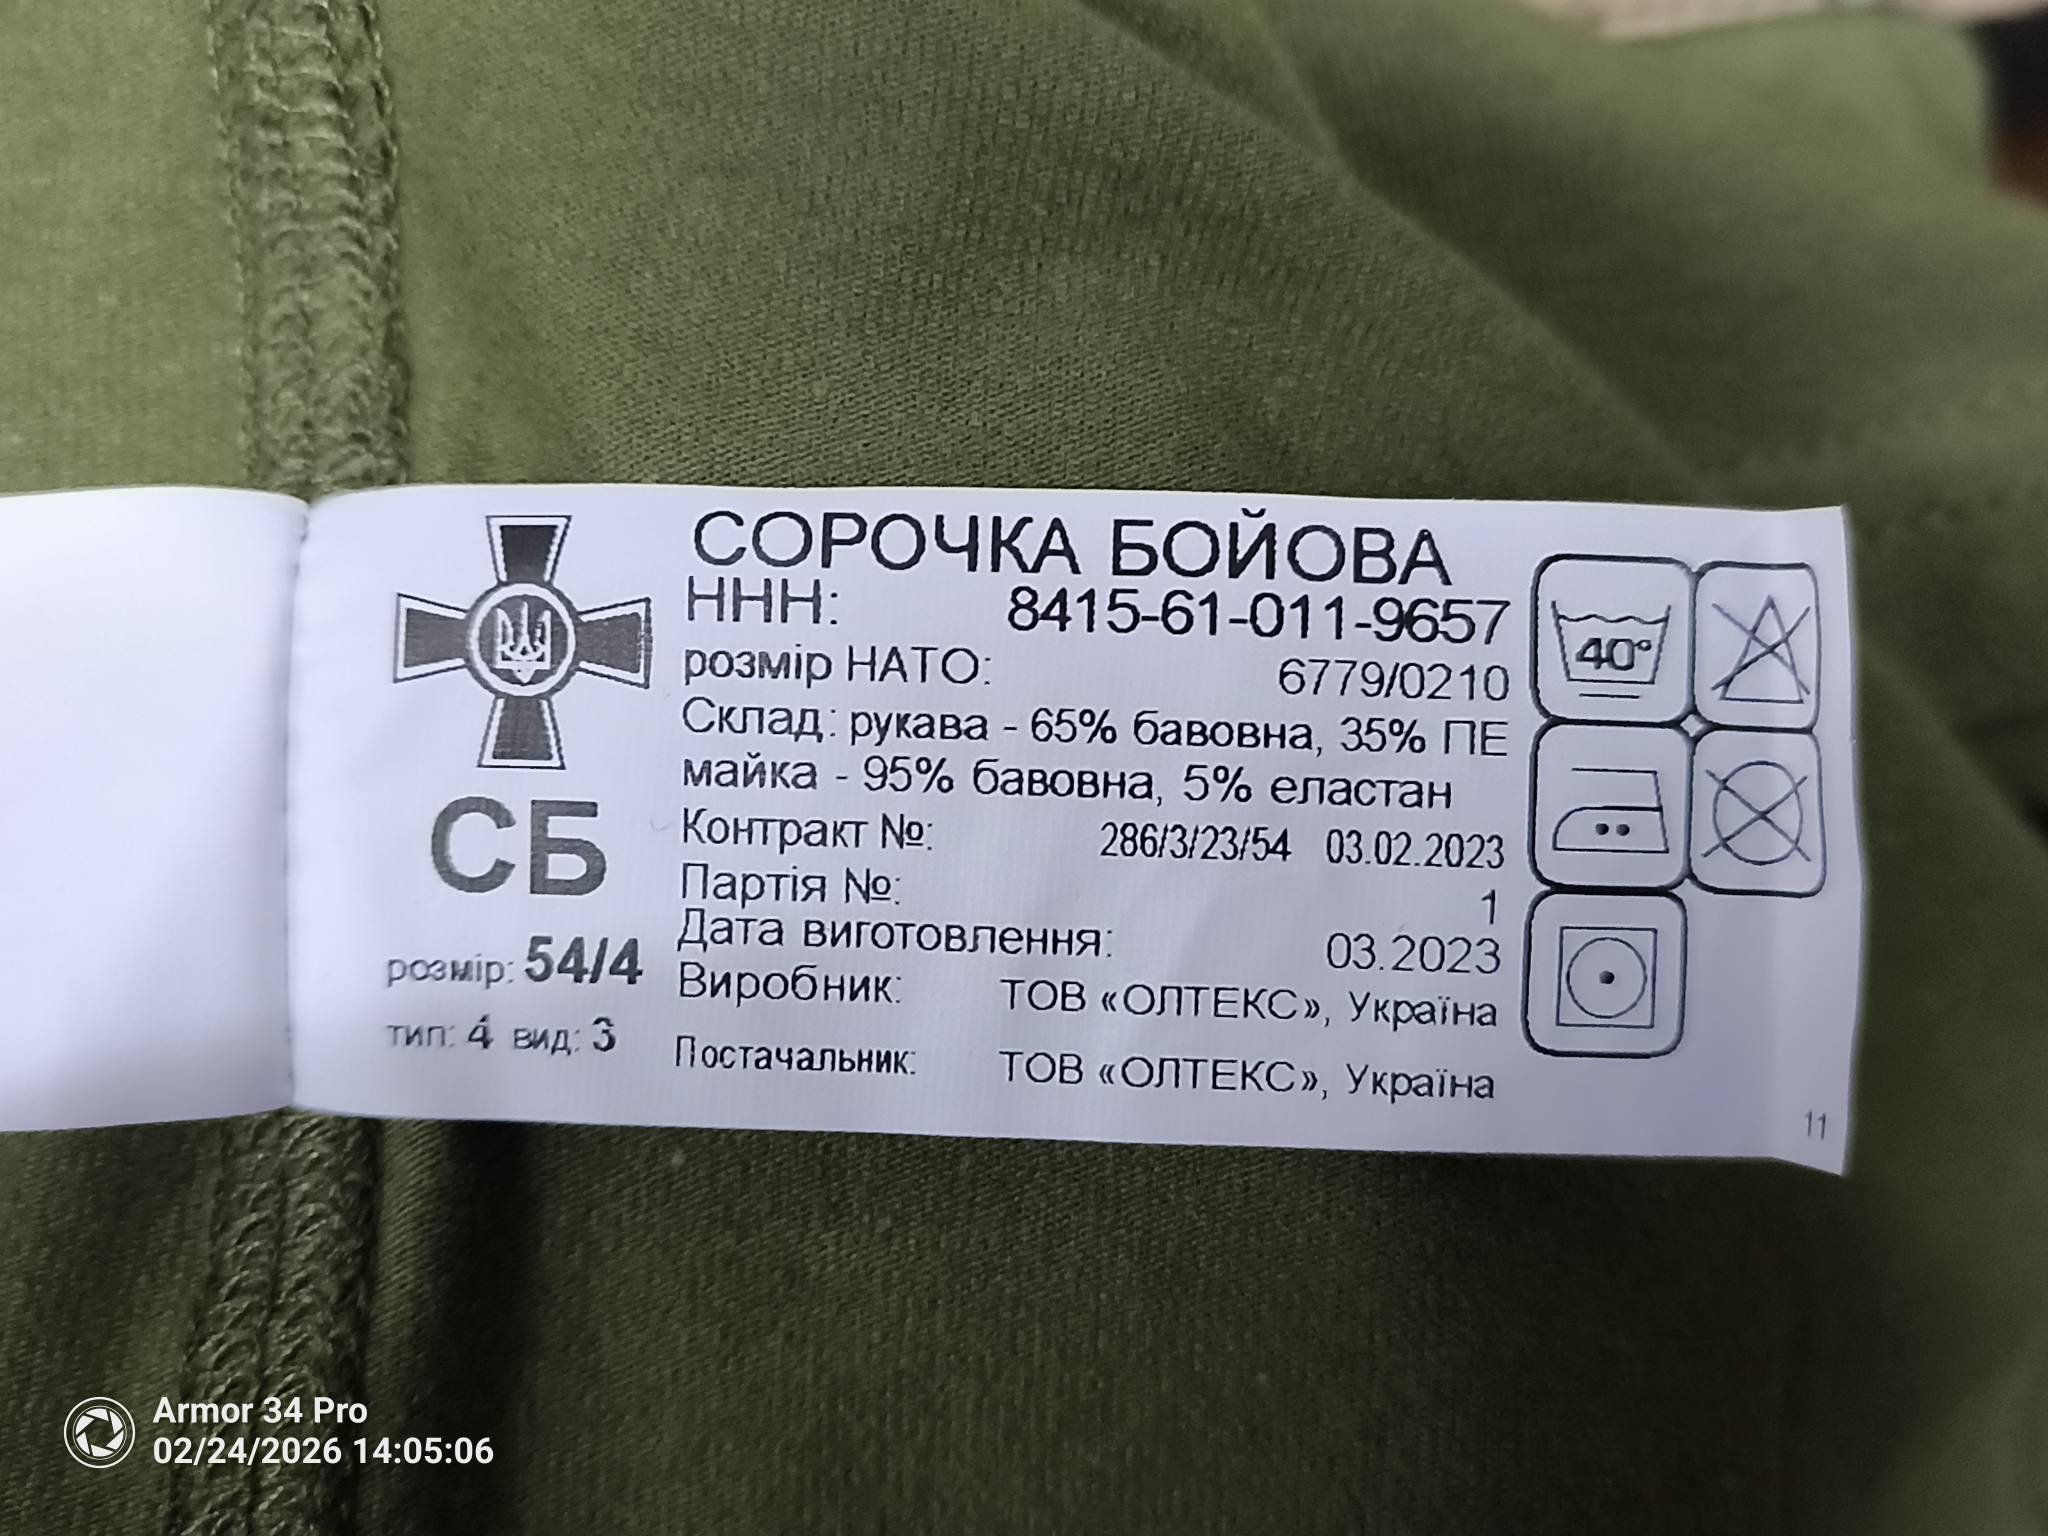 СОРОЧКА БОЙОВА
ННН: 8415-61-011-9657
розмір НАТО: 6779/0210
Склад: рукава - 65% бавовна, 35% ПЕ
майка - 95% бавовна, 5% еластан
Контракт №: 286/3/23/54 03.02.2023
Партія №: 1
Дата виготовлення: 03.2023
Виробник: ТОВ «ОЛТЕКС», Україна
Постачальник: ТОВ «ОЛТЕКС», Україна
СБ
розмір: 54/4
тип: 4 вид: 3
40°
11
Armor 34 Pro
02/24/2026 14:05:06